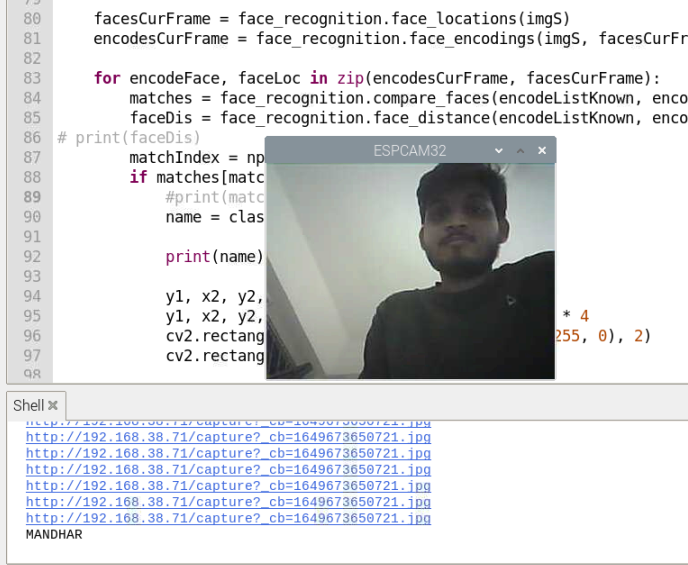 80 facesCurFrame = face_recognition.face_locations(imgS)
81 encodesCurFrame = face_recognition.face_encodings(imgS, facesCurFr
82
83 for encodeFace, faceLoc in zip(encodesCurFrame, facesCurFrame):
84 matches = face_recognition.compare_faces(encodeListKnown, enco
85 faceDis = face_recognition.face_distance(encodeListKnown, enco
86 # print(faceDis)
ESPCAM32
87 matchIndex = np
88 if matches[matc
89 #print(matc
90 name = clas
91
92 print(name)
93
94 y1, x2, y2,
95 y1, x2, y2, * 4
96 cv2.rectang 255, 0), 2)
97 cv2.rectang
98
Shell
http://192.168.38.71/capture?_cb=1649673650721.jpg
http://192.168.38.71/capture?_cb=1649673650721.jpg
http://192.168.38.71/capture?_cb=1649673650721.jpg
http://192.168.38.71/capture?_cb=1649673650721.jpg
http://192.168.38.71/capture?_cb=1649673650721.jpg
http://192.168.38.71/capture?_cb=1649673650721.jpg
http://192.168.38.71/capture?_cb=1649673650721.jpg
MANDHAR